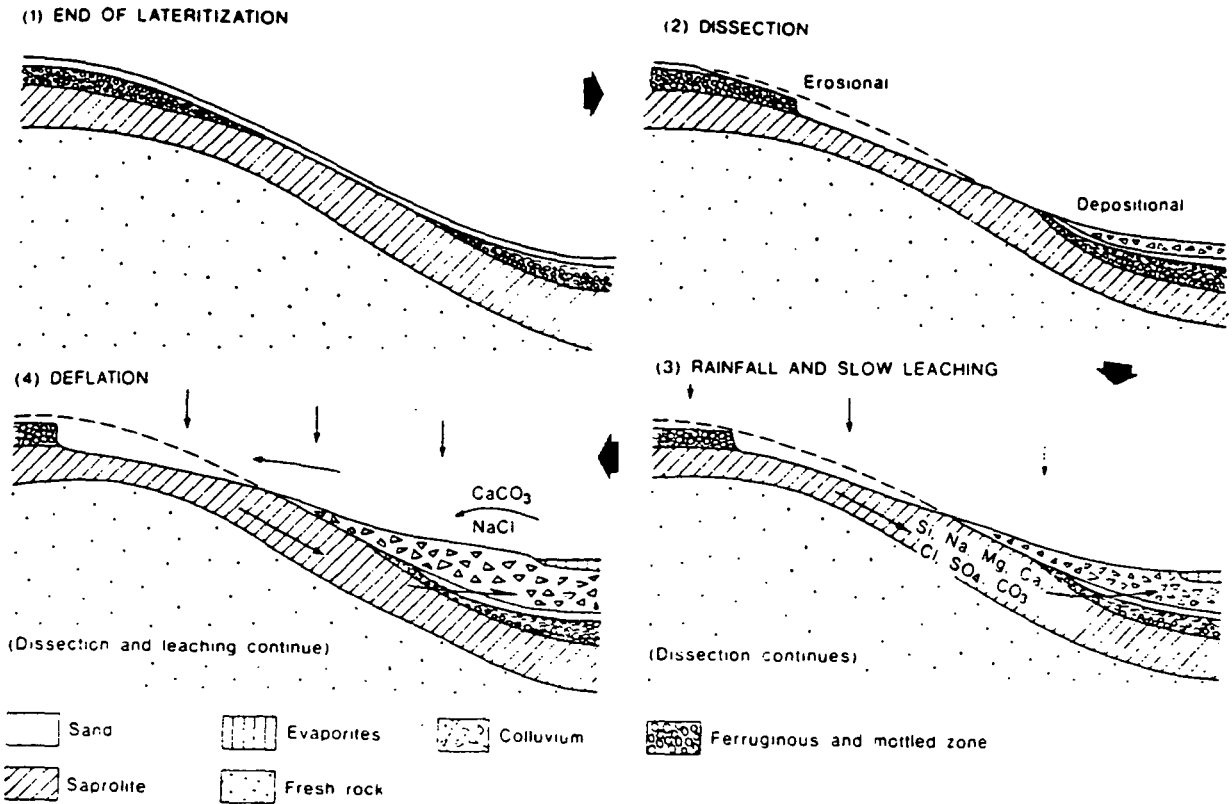 (1) END OF LATERITIZATION
(2) DISSECTION
Erosional
Depositional
(4) DEFLATION
(3) RAINFALL AND SLOW LEACHING
CaCO₃
NaCl
Si, Na, Mg, Ca,
Cl, SO₄, CO₃
(Dissection and leaching continue)
(Dissection continues)
Sand
Evaporites
Colluvium
Ferruginous and mottled zone
Saprolite
Fresh rock